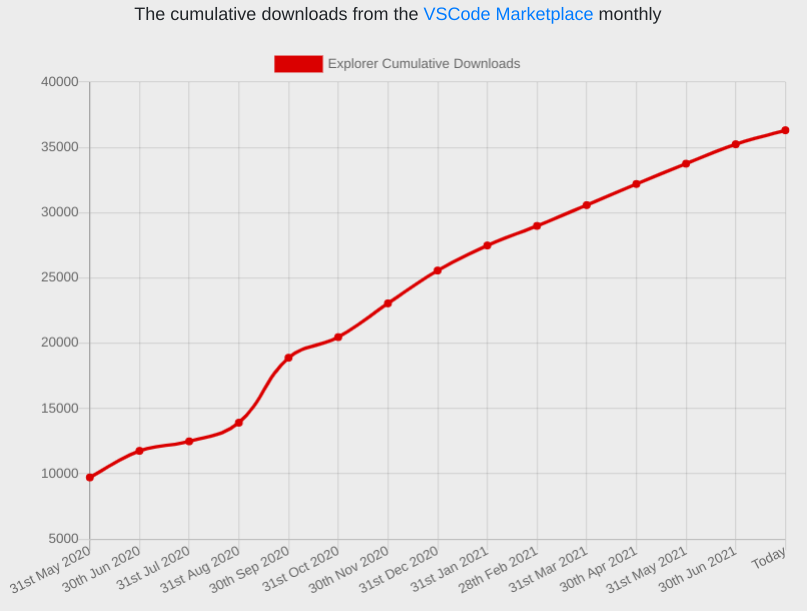 The cumulative downloads from the VSCode Marketplace monthly
Explorer Cumulative Downloads
40000
35000
30000
25000
20000
15000
10000
5000
31st May 2020
30th Jun 2020
31st Jul 2020
31st Aug 2020
30th Sep 2020
31st Oct 2020
30th Nov 2020
31st Dec 2020
31st Jan 2021
28th Feb 2021
31st Mar 2021
30th Apr 2021
31st May 2021
30th Jun 2021
Today